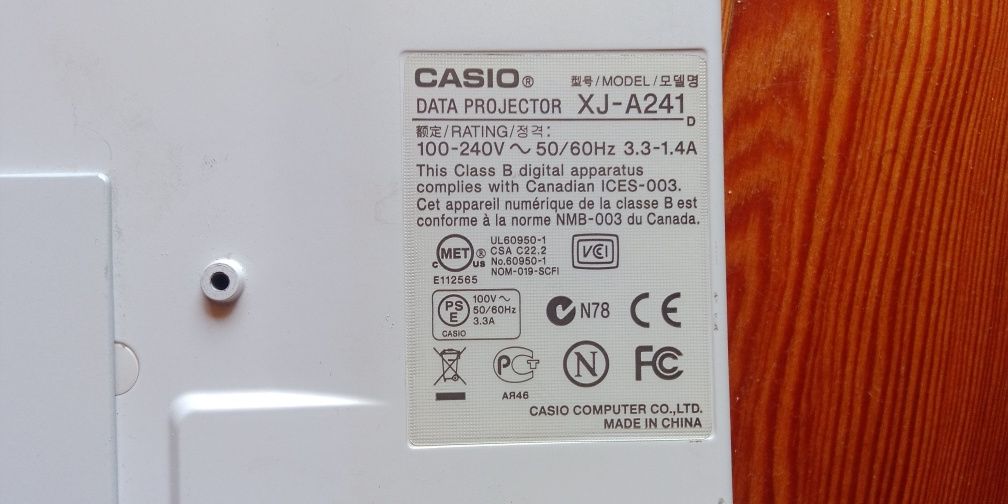 CASIO® 型号/MODEL/모델명
DATA PROJECTOR XJ-A241
D
额定/RATING/정격:
100-240V ～ 50/60Hz 3.3-1.4A
This Class B digital apparatus
complies with Canadian ICES-003.
Cet appareil numérique de la classe B est
conforme à la norme NMB-003 du Canada.
MET ® C US
UL60950-1
CSA C22.2
No.60950-1
NOM-019-SCFI
E112565
VCI
PS E
100V～
50/60Hz
3.3A
CASIO
N78
CE
РСТ
АЯ46
N
FC
CASIO COMPUTER CO.,LTD.
MADE IN CHINA